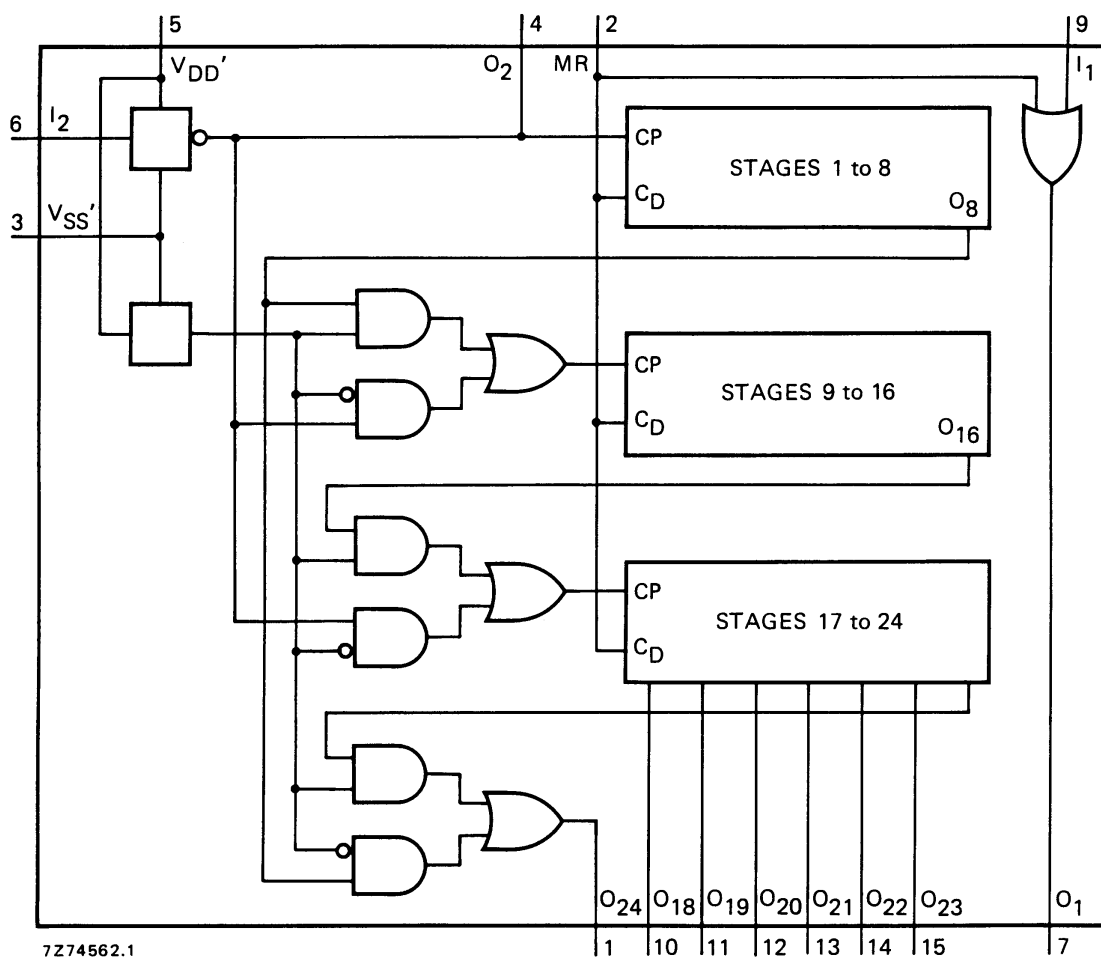 5 4 2 9
VDD' O2 MR I1
6 I2
CP
STAGES 1 to 8
CD
O8
3 VSS'
CP
STAGES 9 to 16
CD
O16
CP
STAGES 17 to 24
CD
O24 O18 O19 O20 O21 O22 O23 O1
7Z74562.1
1 10 11 12 13 14 15 7